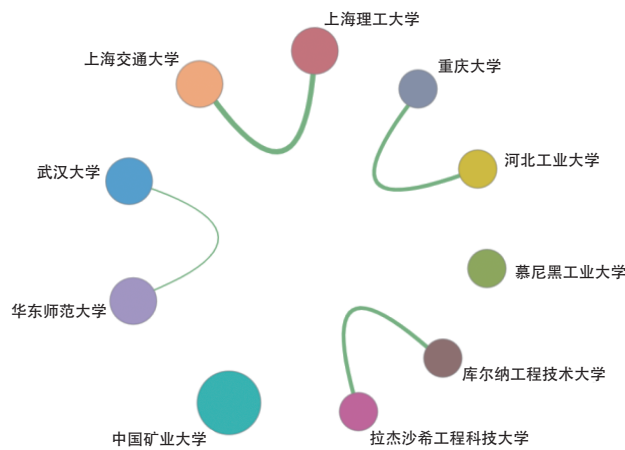 上海理工大学
上海交通大学
重庆大学
武汉大学
河北工业大学
慕尼黑工业大学
华东师范大学
库尔纳工程技术大学
中国矿业大学
拉杰沙希工程科技大学